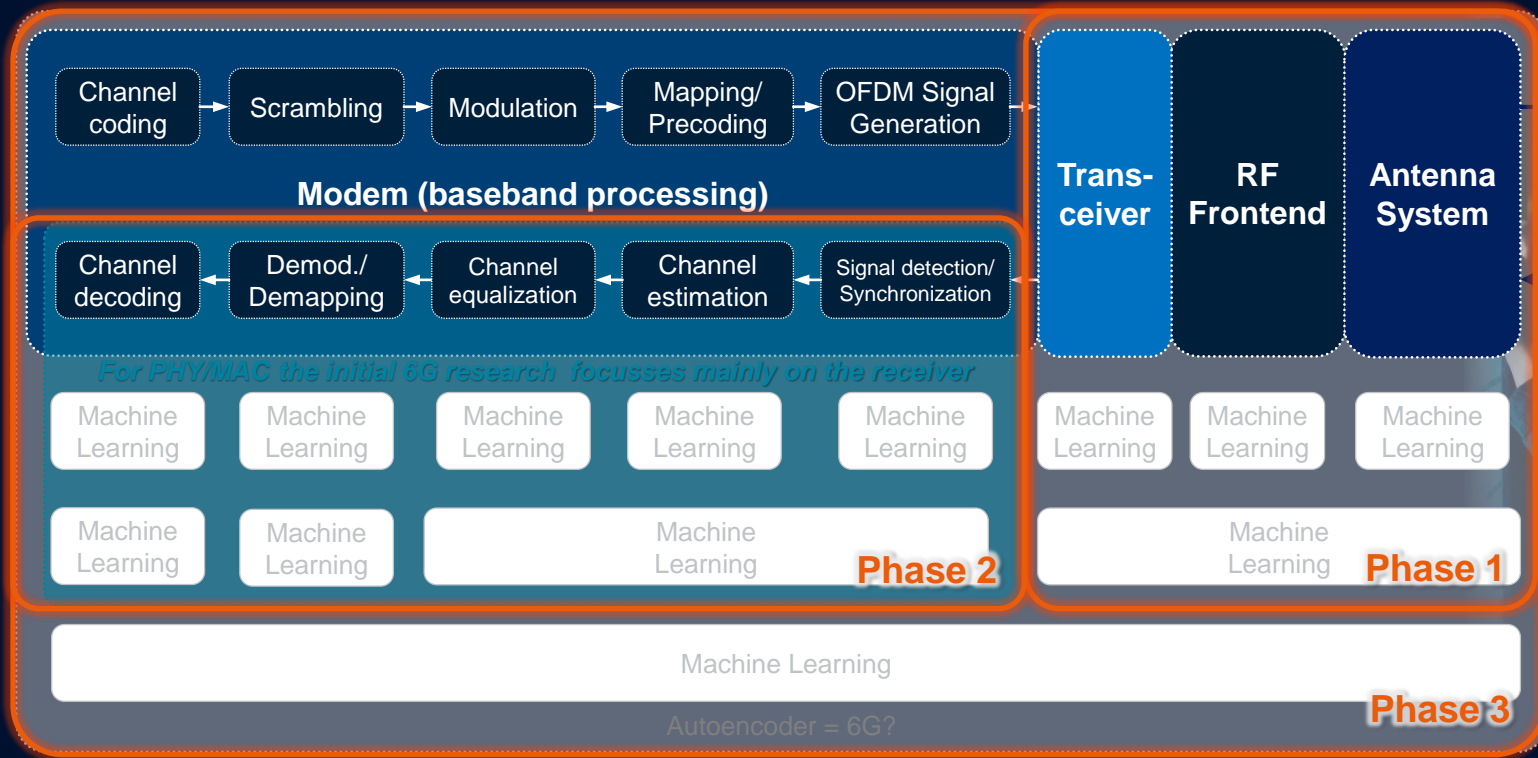 Channel
coding
Scrambling
Modulation
Mapping/
Precoding
OFDM Signal
Generation
Modem (baseband processing)
Trans-
ceiver
RF
Frontend
Antenna
System
Channel
decoding
Demod./
Demapping
Channel
equalization
Channel
estimation
Signal detection/
Synchronization
For PHY/MAC the initial 6G research focusses mainly on the receiver
Machine
Learning
Machine
Learning
Machine
Learning
Machine
Learning
Machine
Learning
Machine
Learning
Machine
Learning
Machine
Learning
Machine
Learning
Machine
Learning
Machine
Learning
Phase 2
Machine
Learning
Phase 1
Machine Learning
Phase 3
Autoencoder = 6G?